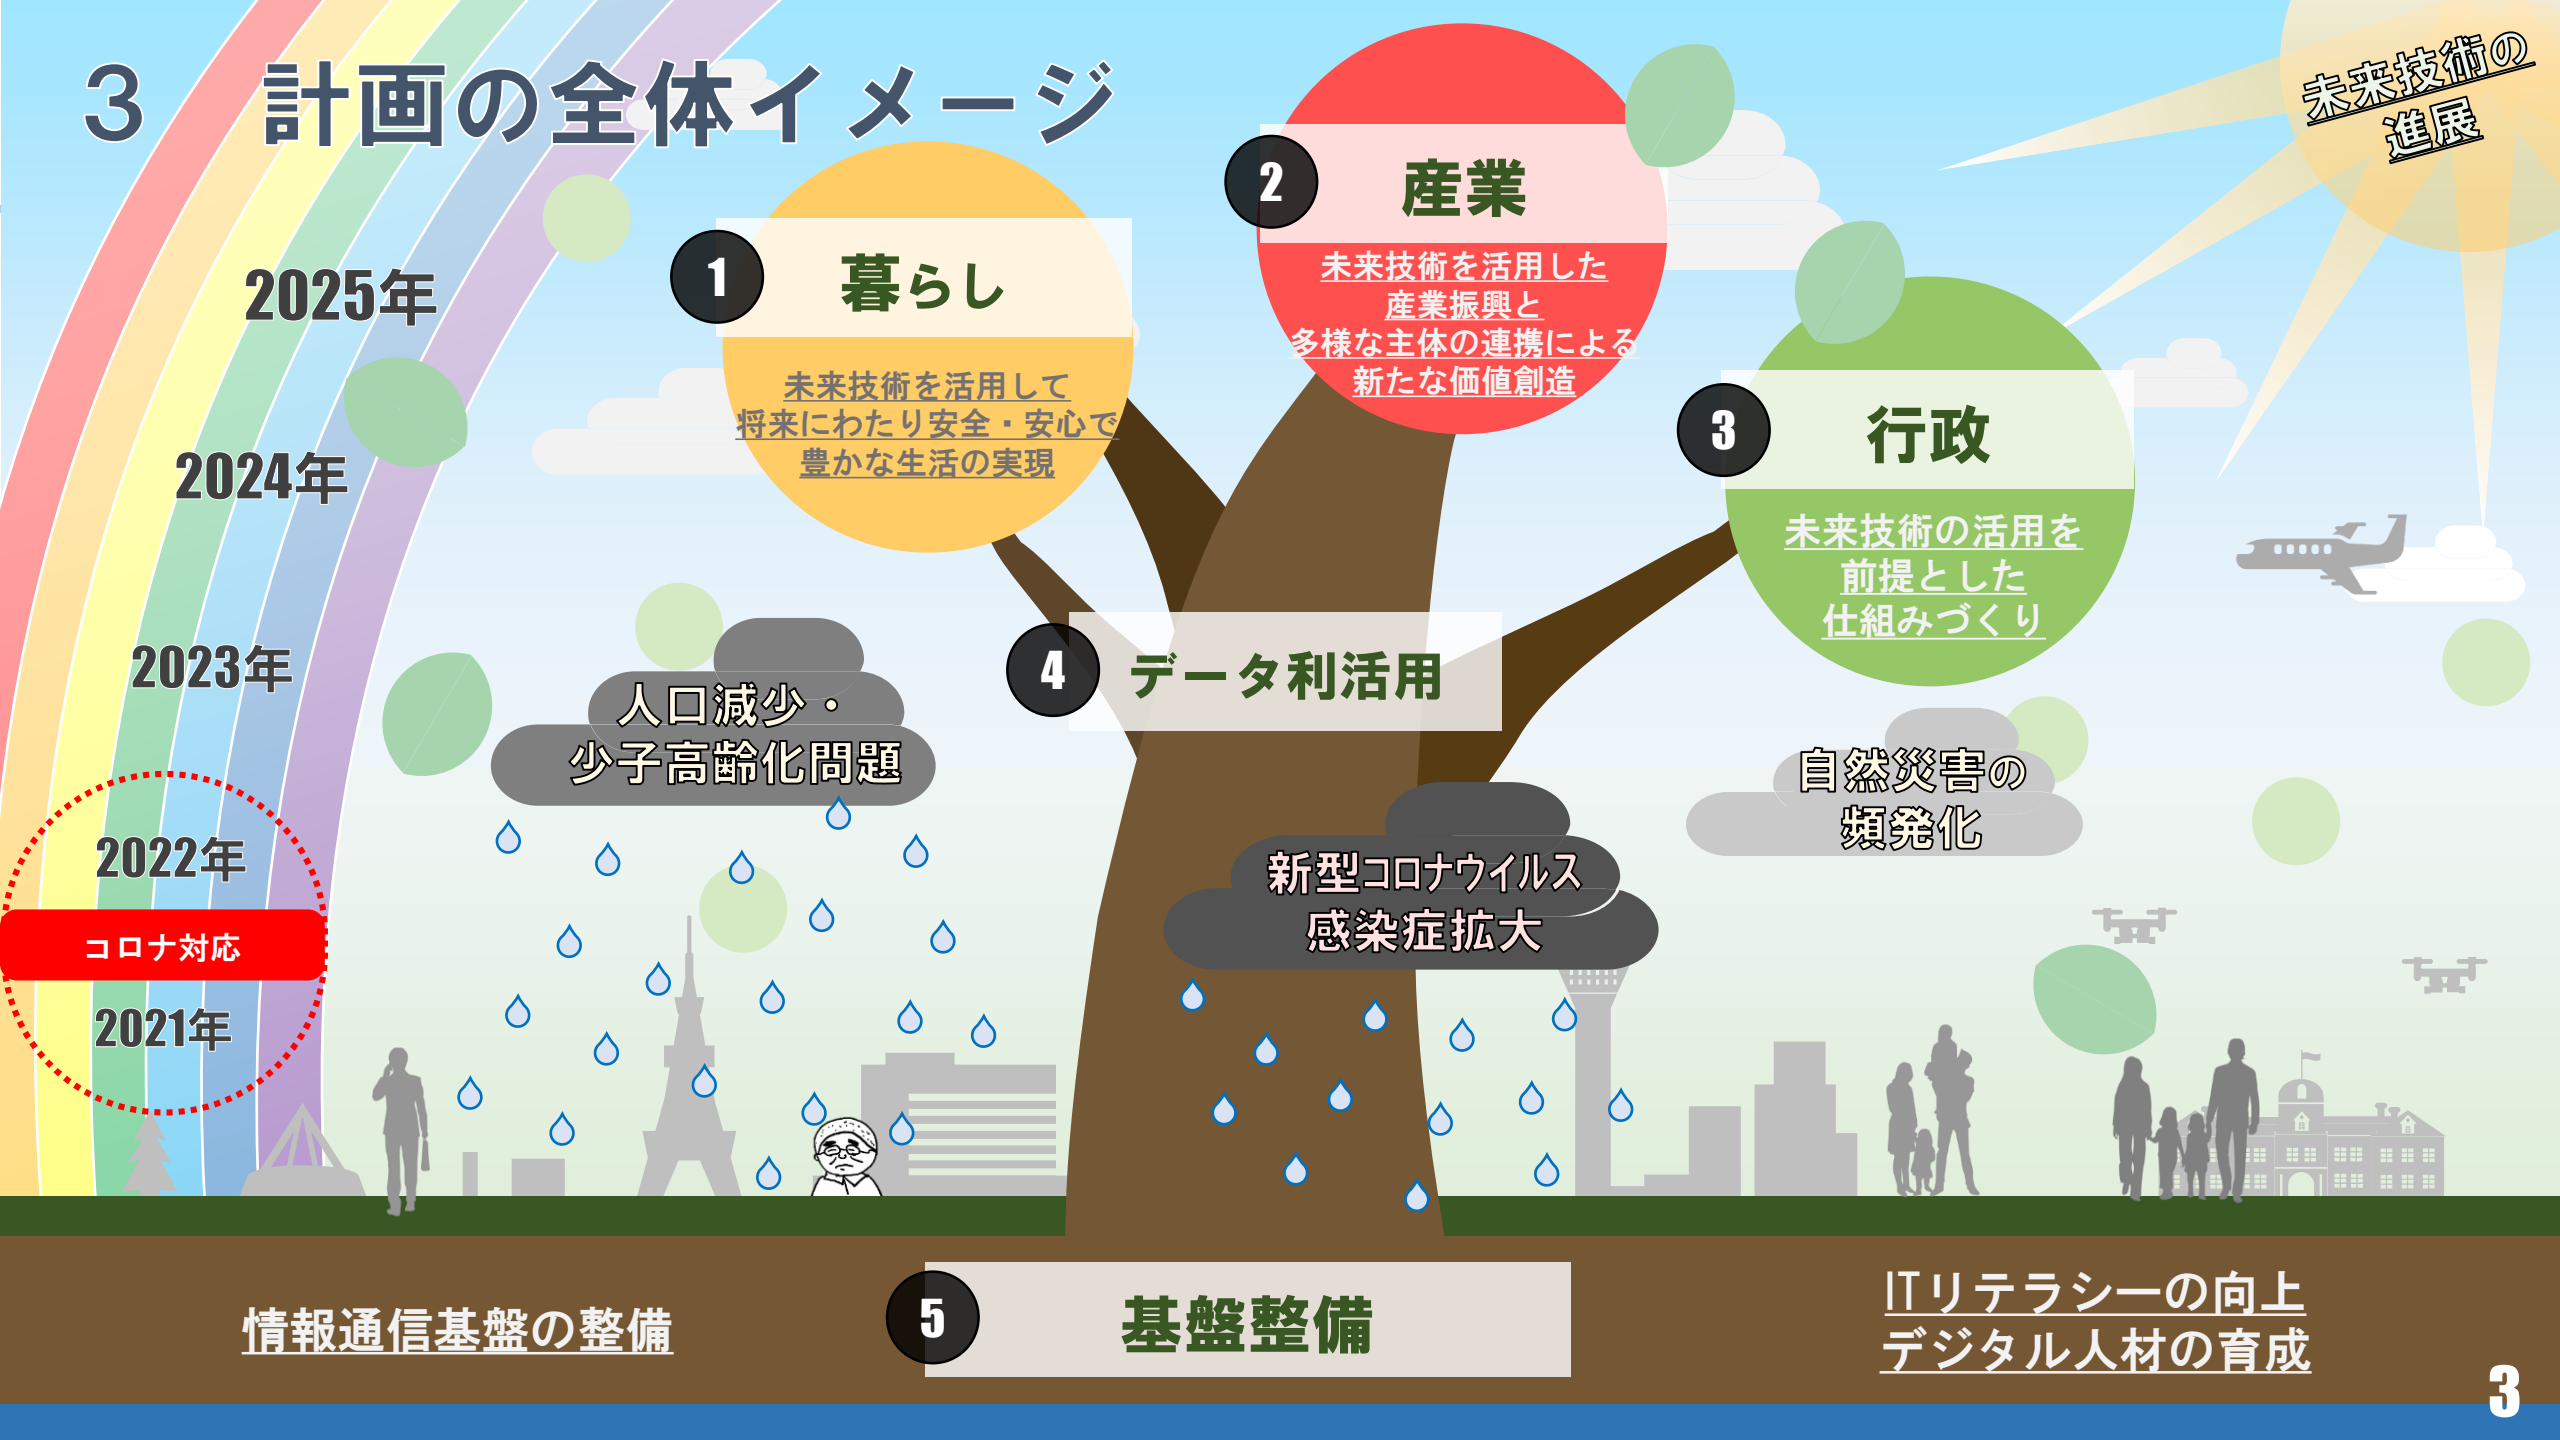 ３　計画の全体イメージ
未来技術の
進展
2025年
2024年
2023年
2022年
コロナ対応
2021年
1
暮らし
未来技術を活用して
将来にわたり安全・安心で
豊かな生活の実現
2
産業
未来技術を活用した
産業振興と
多様な主体の連携による
新たな価値創造
3
行政
未来技術の活用を
前提とした
仕組みづくり
4
データ利活用
人口減少・
少子高齢化問題
新型コロナウイルス
感染症拡大
自然災害の
頻発化
情報通信基盤の整備
5
基盤整備
ITリテラシーの向上
デジタル人材の育成
3